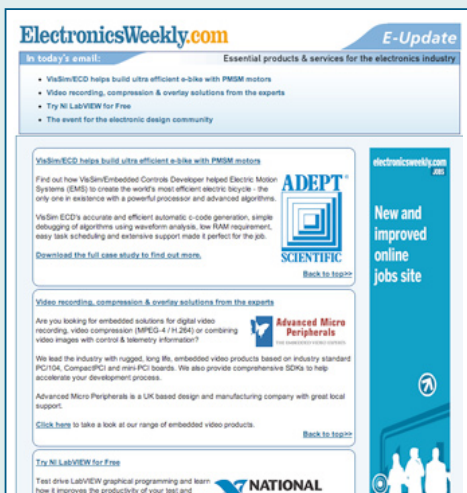 ElectronicsWeekly.com
E-Update
In today's email:
Essential products & services for the electronics industry
VisSim/ECD helps build ultra efficient e-bike with PMSM motors
Video recording, compression & overlay solutions from the experts
Try NI LabVIEW for Free
The event for the electronic design community
VisSim/ECD helps build ultra efficient e-bike with PMSM motors
Find out how VisSim/Embedded Controls Developer helped Electric Motion
Systems (EMS) to create the world's most efficient electric bicycle - the
only one in existence with a powerful processor and advanced algorithms.
VisSim ECD's accurate and efficient automatic c-code generation, simple
debugging of algorithms using waveform analysis, low RAM requirement,
easy task scheduling and extensive support made it perfect for the job.
Download the full case study to find out more.
ADEPT
SCIENTIFIC
Back to top>>
Video recording, compression & overlay solutions from the experts
Are you looking for embedded solutions for digital video
recording, video compression (MPEG-4 / H.264) or combining
video images with control & telemetry information?
Advanced Micro
Peripherals
THE EMBEDDED VIDEO EXPERTS
We lead the industry with rugged, long life, embedded video products based on industry standard
PC/104, CompactPCI and mini-PCI boards. We also provide comprehensive SDKs to help
accelerate your development process.
Advanced Micro Peripherals is a UK based design and manufacturing company with great local
support.
Click here to take a look at our range of embedded video products.
Back to top>>
Try NI LabVIEW for Free
Test drive LabVIEW graphical programming and learn
how it improves the productivity of your test and
NATIONAL
electronicsweekly.com
JOBS
New and
improved
online
jobs site